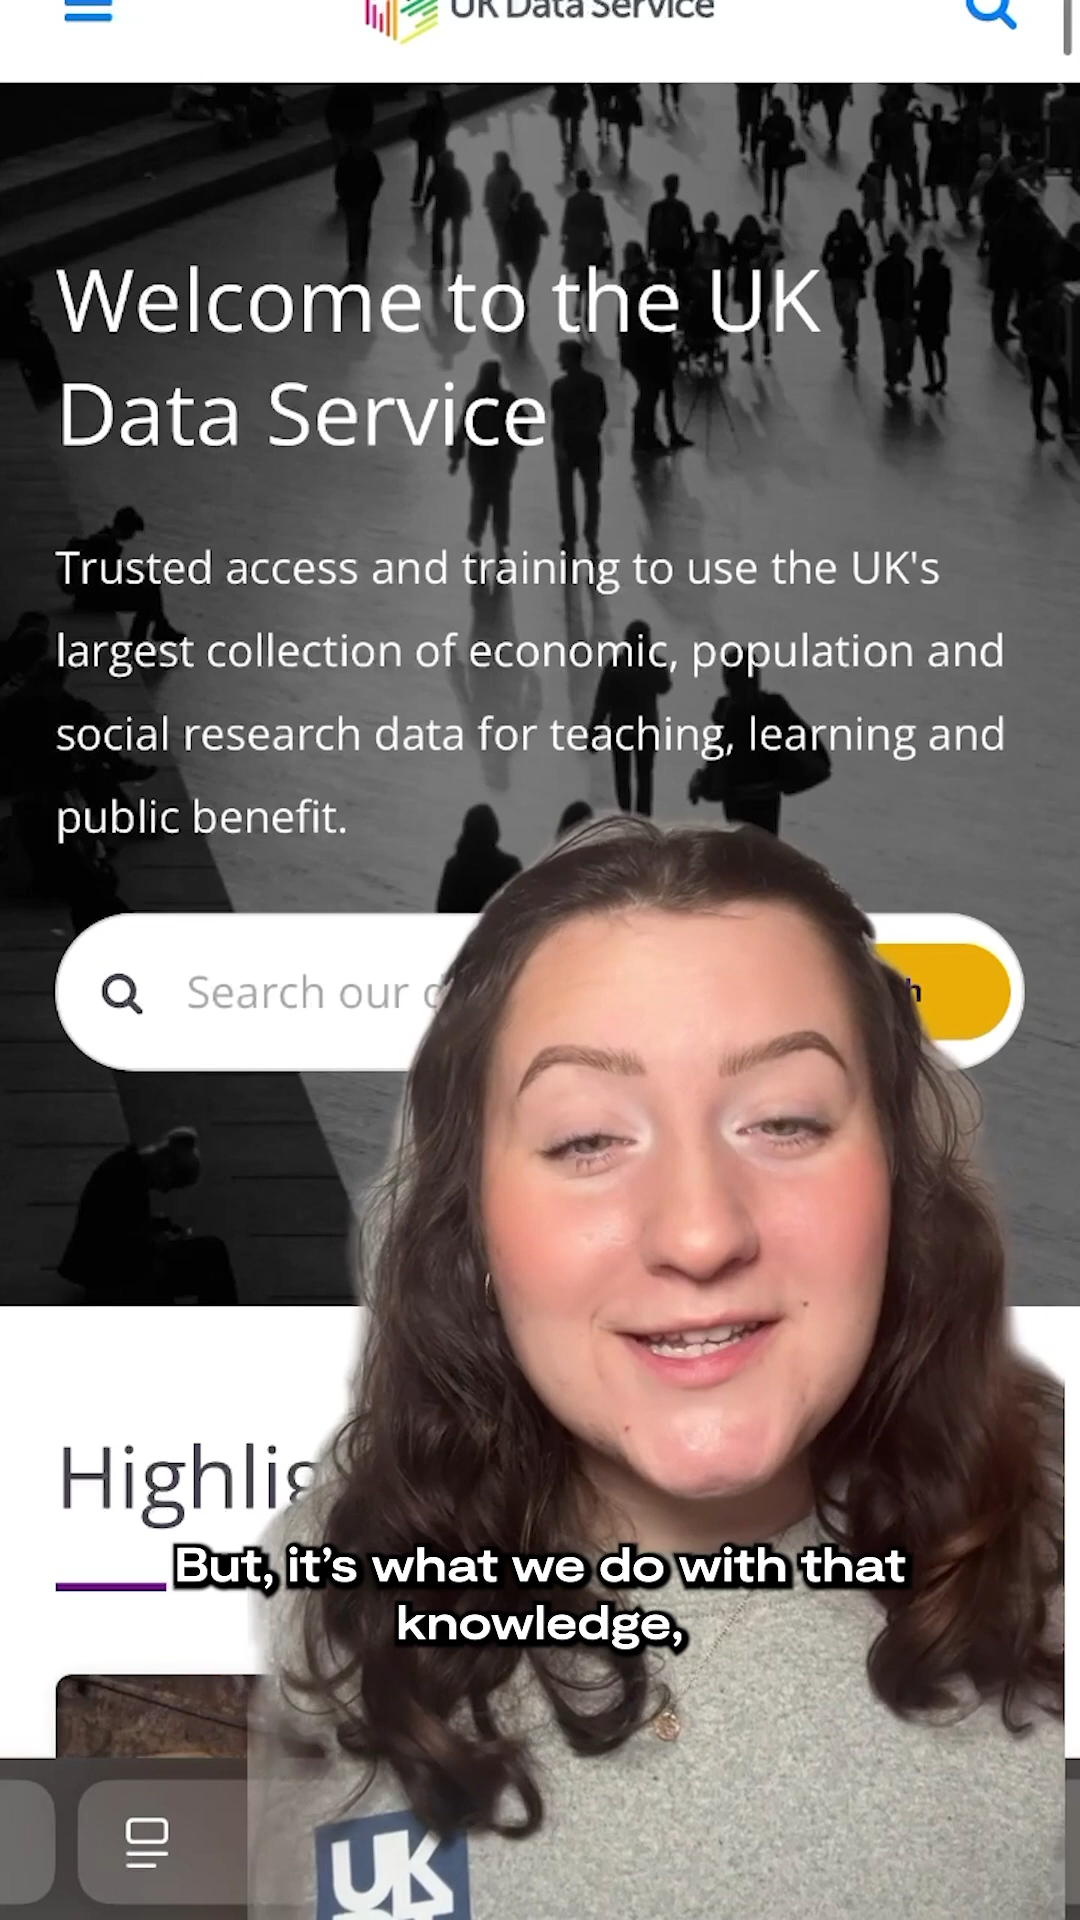 UK Data Service
Welcome to the UK
Data Service
Trusted access and training to use the UK's
largest collection of economic, population and
social research data for teaching, learning and
public benefit.
Search our
But, it's what we do with that
knowledge,
UK